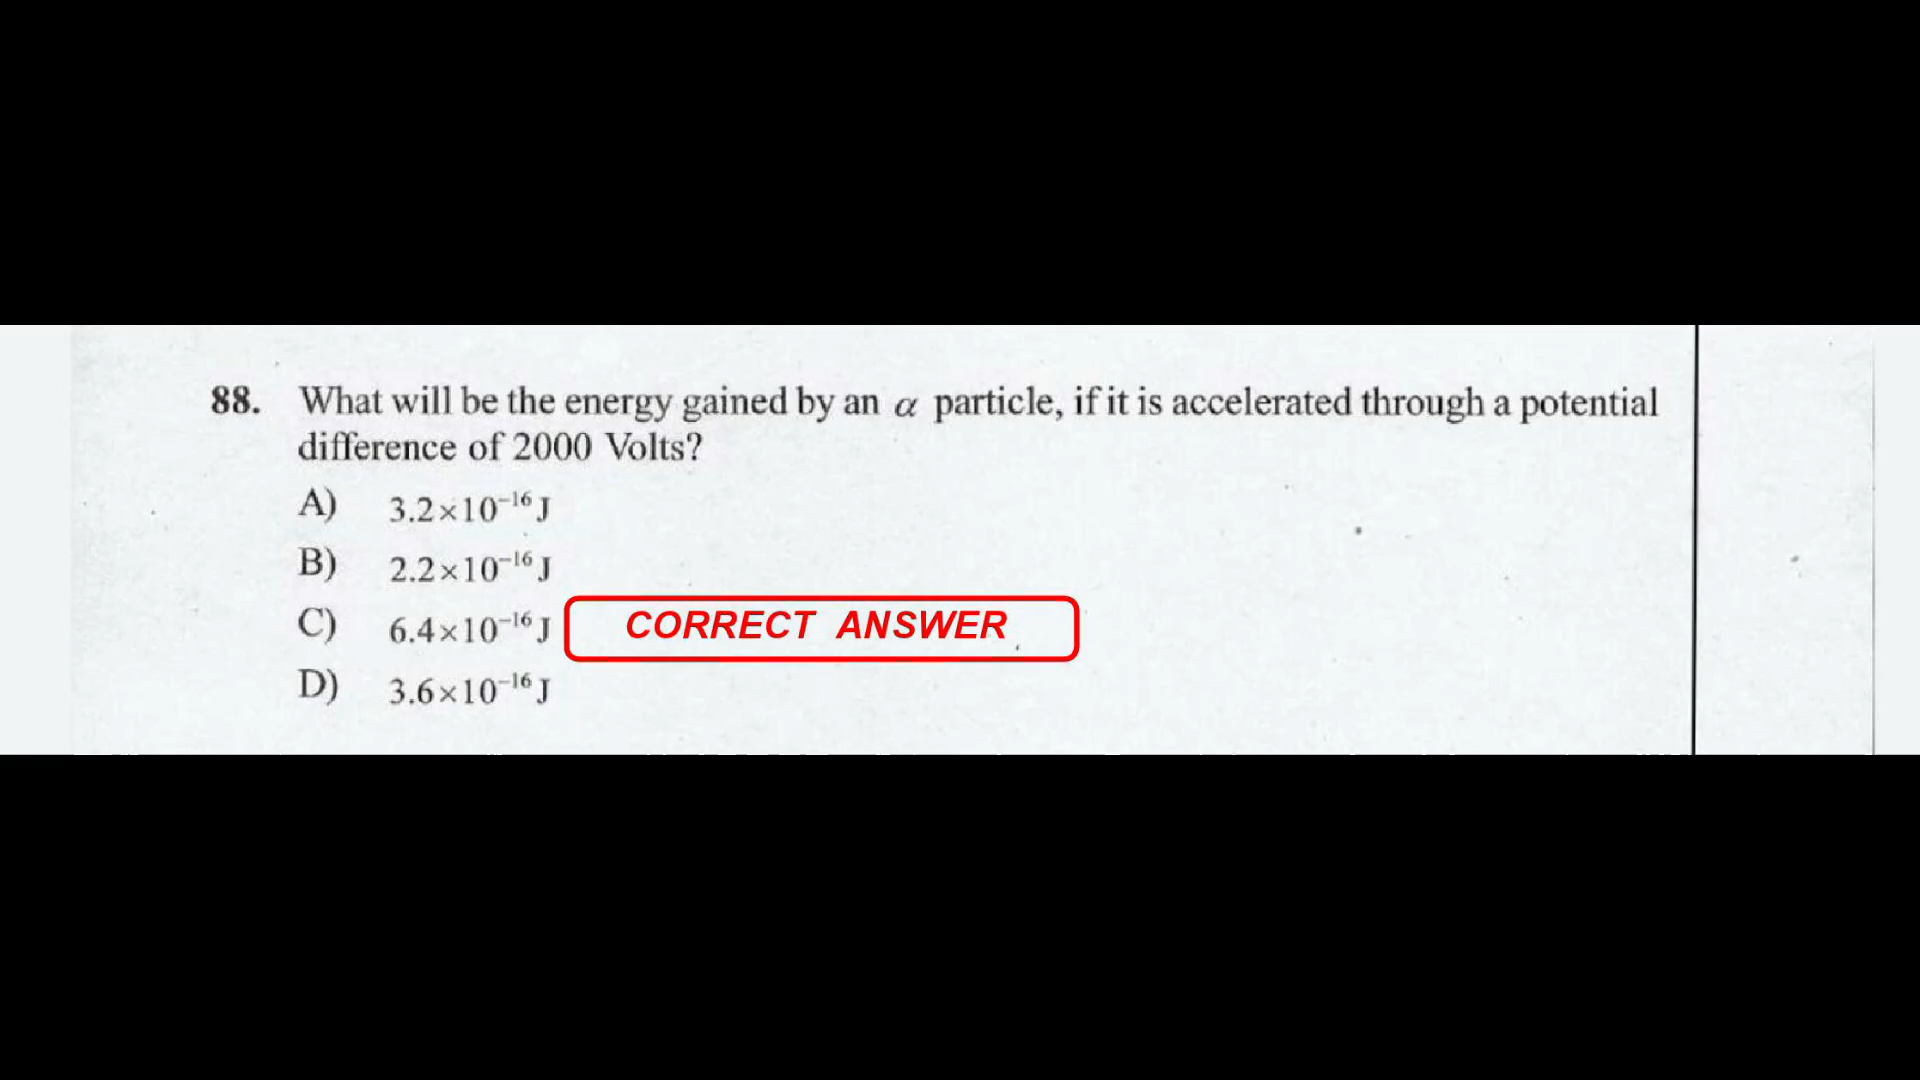 88. What will be the energy gained by an α particle, if it is accelerated through a potential
difference of 2000 Volts?
A) 3.2×10⁻¹⁶ J
B) 2.2×10⁻¹⁶ J
C) 6.4×10⁻¹⁶ J CORRECT ANSWER
D) 3.6×10⁻¹⁶ J